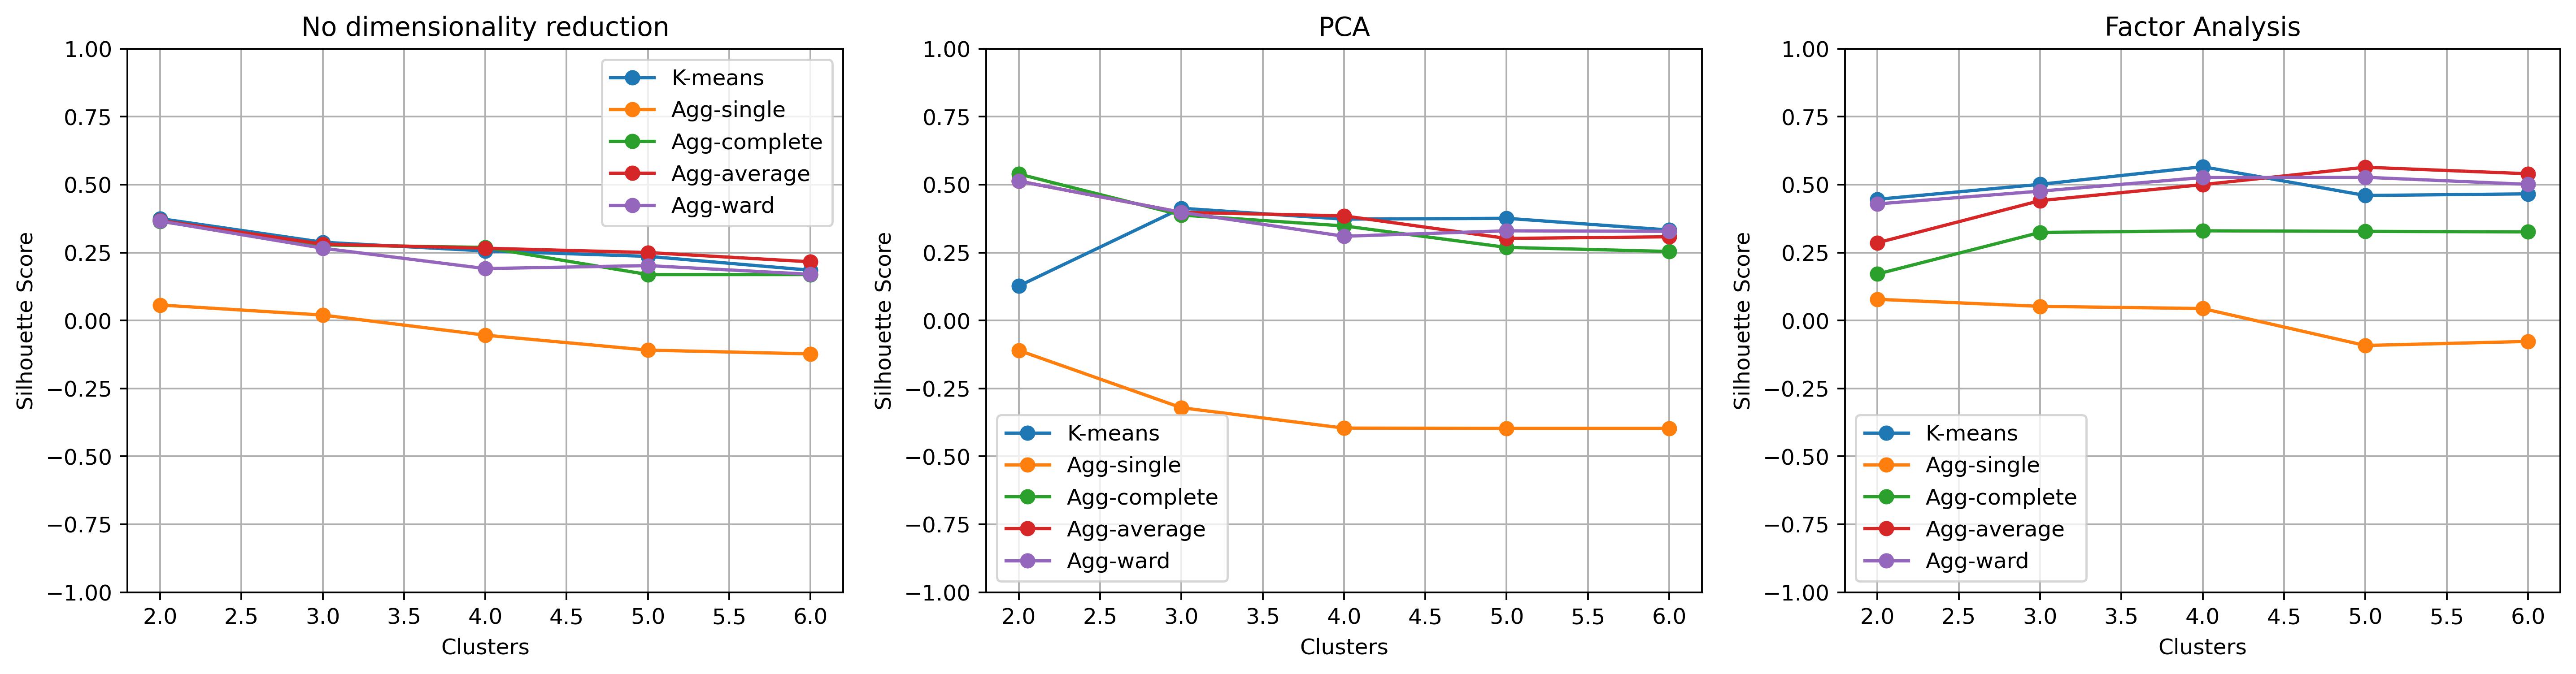 No dimensionality reduction
1.00
0.75
0.50
0.25
0.00
−0.25
−0.50
−0.75
−1.00
Silhouette Score
K-means
Agg-single
Agg-complete
Agg-average
Agg-ward
2.0 2.5 3.0 3.5 4.0 4.5 5.0 5.5 6.0
Clusters
PCA
1.00
0.75
0.50
0.25
0.00
−0.25
−0.50
−0.75
−1.00
Silhouette Score
K-means
Agg-single
Agg-complete
Agg-average
Agg-ward
2.0 2.5 3.0 3.5 4.0 4.5 5.0 5.5 6.0
Clusters
Factor Analysis
1.00
0.75
0.50
0.25
0.00
−0.25
−0.50
−0.75
−1.00
Silhouette Score
K-means
Agg-single
Agg-complete
Agg-average
Agg-ward
2.0 2.5 3.0 3.5 4.0 4.5 5.0 5.5 6.0
Clusters